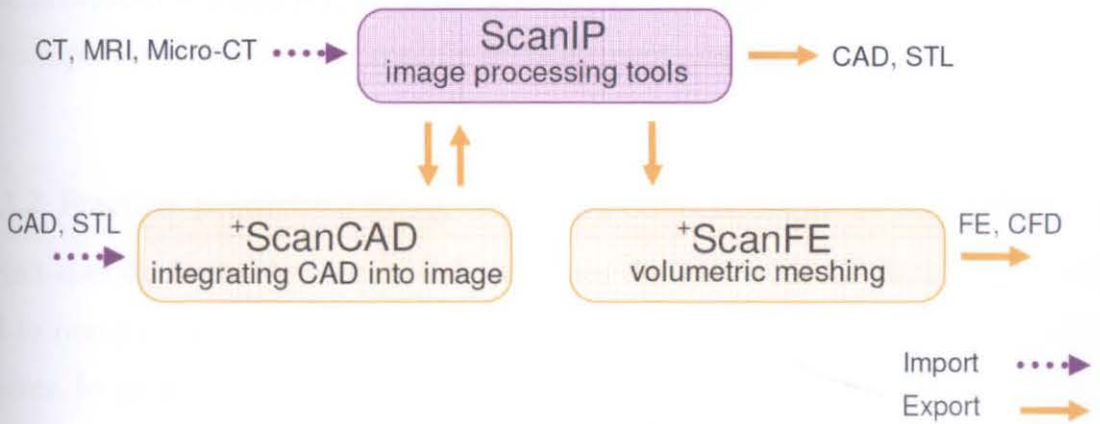 ScanIP
CT, MRI, Micro-CT
image processing tools
CAD, STL
CAD, STL
+ScanCAD
integrating CAD into image
+ScanFE
volumetric meshing
FE, CFD
Import
Export